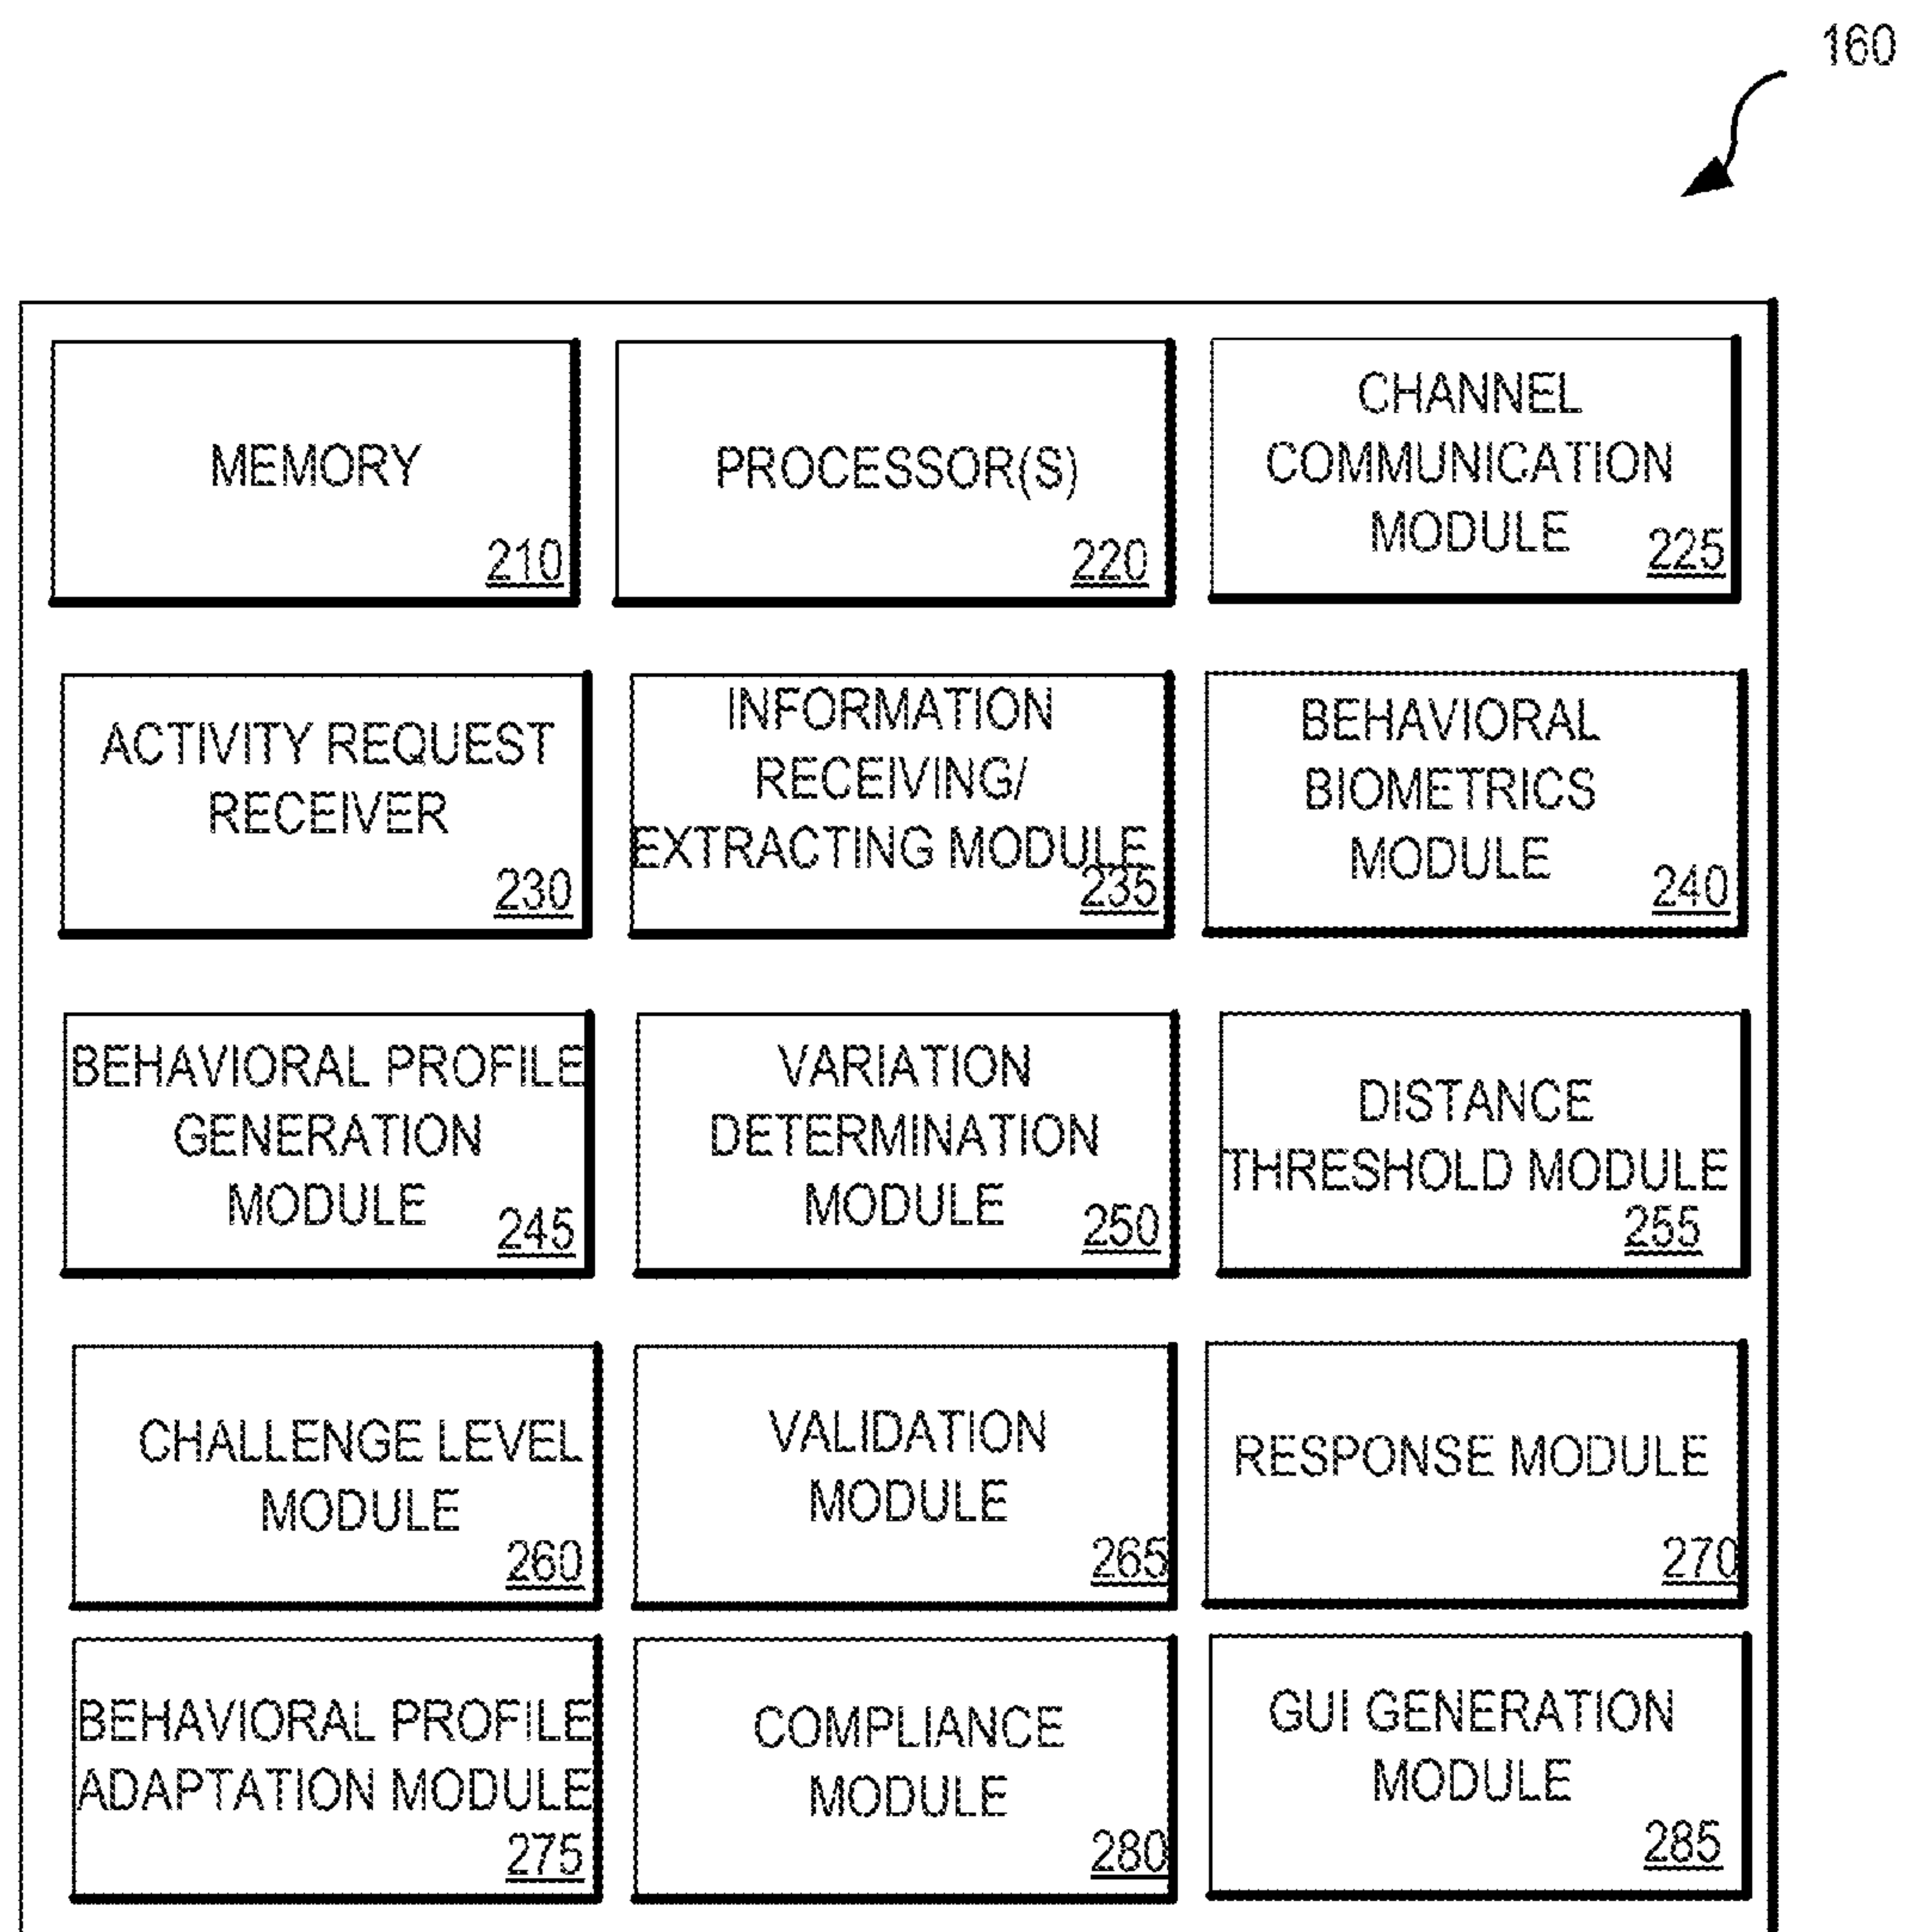 160
MEMORY
210
PROCESSOR(S)
220
CHANNEL
COMMUNICATION
MODULE
225
ACTIVITY REQUEST
RECEIVER
230
INFORMATION
RECEIVING/
EXTRACTING MODULE
235
BEHAVIORAL
BIOMETRICS
MODULE
240
BEHAVIORAL PROFILE
GENERATION
MODULE
245
VARIATION
DETERMINATION
MODULE
250
DISTANCE
THRESHOLD MODULE
255
CHALLENGE LEVEL
MODULE
260
VALIDATION
MODULE
265
RESPONSE MODULE
270
BEHAVIORAL PROFILE
ADAPTATION MODULE
275
COMPLIANCE
MODULE
280
GUI GENERATION
MODULE
285